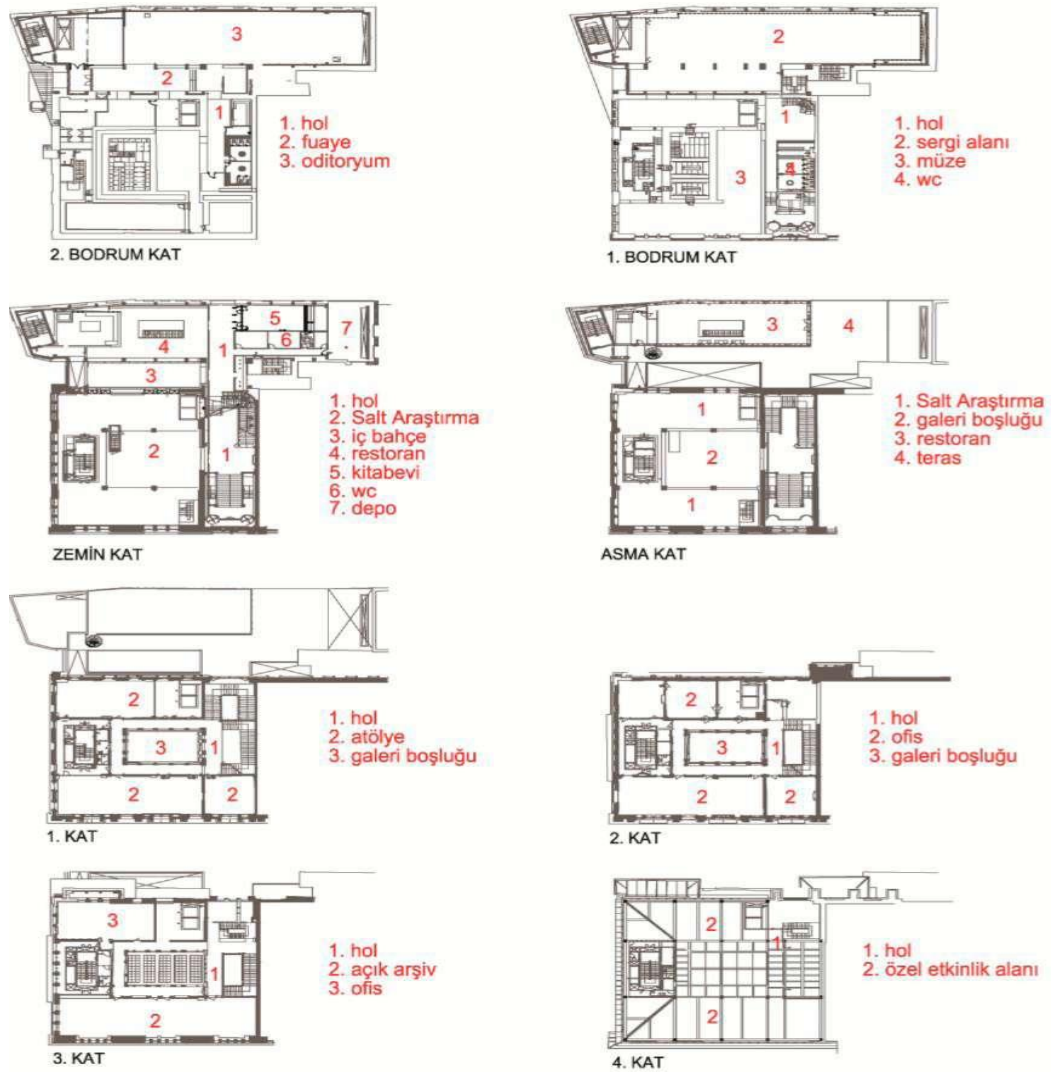 3
2
1
1. hol
2. fuaye
3. oditoryum
2. BODRUM KAT
2
1
3
1. hol
2. sergi alanı
3. müze
4. wc
1. BODRUM KAT
5
7
4
1
6
3
2
1
1. hol
2. Salt Araştırma
3. iç bahçe
4. restoran
5. kitabevi
6. wc
7. depo
ZEMİN KAT
3
4
1
2
1
1. Salt Araştırma
2. galeri boşluğu
3. restoran
4. teras
ASMA KAT
2
3
1
2
2
1. hol
2. atölye
3. galeri boşluğu
1. KAT
2
3
1
2
2
1. hol
2. ofis
3. galeri boşluğu
2. KAT
3
1
2
1. hol
2. açık arşiv
3. ofis
3. KAT
2
1
2
1. hol
2. özel etkinlik alanı
4. KAT